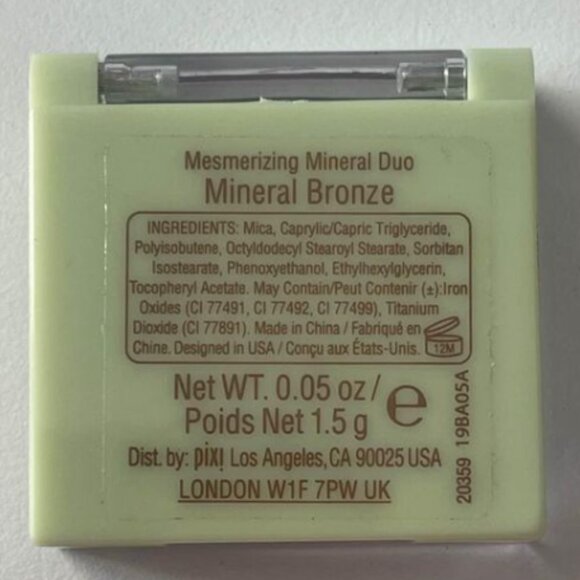 Mesmerizing Mineral Duo
Mineral Bronze
INGREDIENTS: Mica, Caprylic/Capric Triglyceride,
Polyisobutene, Octyldodecyl Stearoyl Stearate, Sorbitan
Isostearate, Phenoxyethanol, Ethylhexylglycerin,
Tocopheryl Acetate. May Contain/Peut Contenir (±):Iron
Oxides (CI 77491, CI 77492, CI 77499), Titanium
Dioxide (CI 77891). Made in China / Fabriqué en
Chine. Designed in USA / Conçu aux États-Unis.
12M
Net WT. 0.05 oz/
Poids Net 1.5 g
e
Dist. by: pixi Los Angeles, CA 90025 USA
LONDON W1F 7PW UK
20359 19BA05A